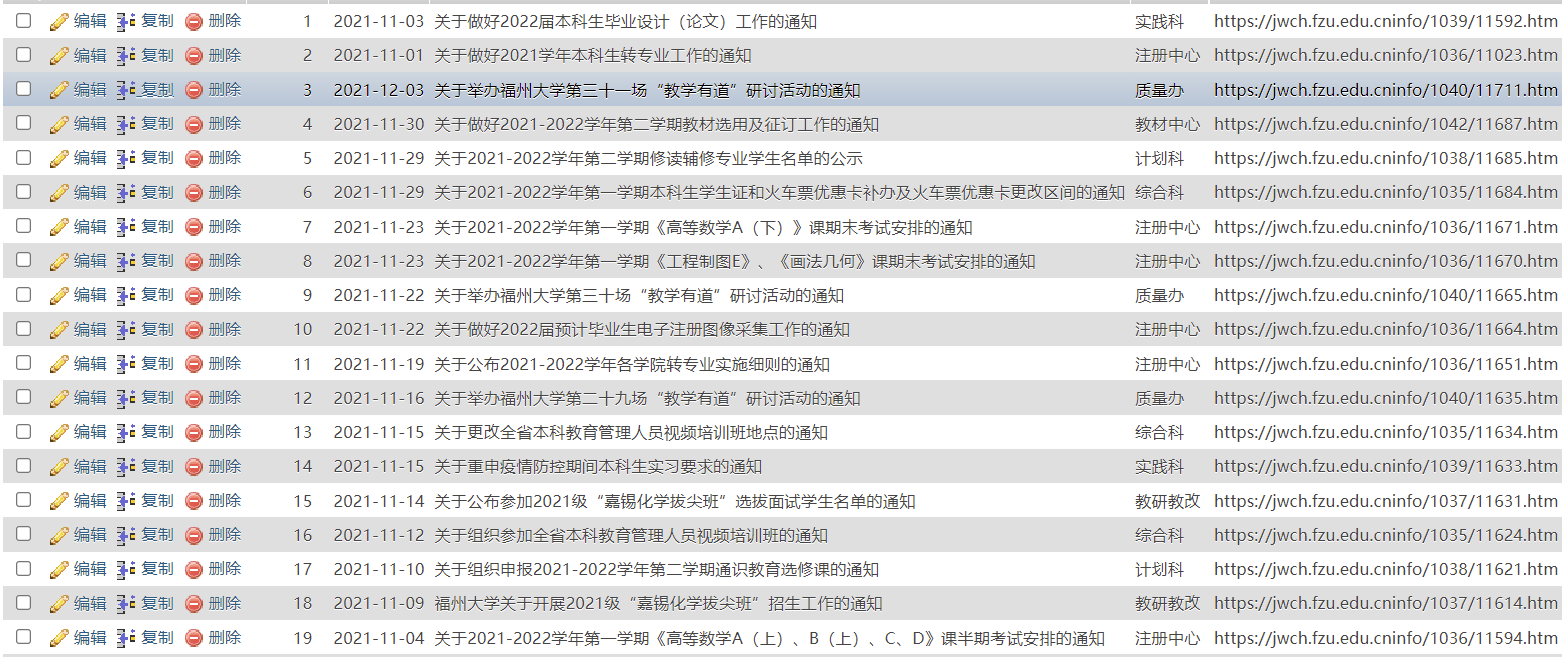 编辑 复制 删除 1 2021-11-03 关于做好2022届本科生毕业设计（论文）工作的通知 实践科 https://jwch.fzu.edu.cninfo/1039/11592.htm
编辑 复制 删除 2 2021-11-01 关于做好2021学年本科生转专业工作的通知 注册中心 https://jwch.fzu.edu.cninfo/1036/11023.htm
编辑 复制 删除 3 2021-12-03 关于举办福州大学第三十一场“教学有道”研讨活动的通知 质量办 https://jwch.fzu.edu.cninfo/1040/11711.htm
编辑 复制 删除 4 2021-11-30 关于做好2021-2022学年第二学期教材选用及征订工作的通知 教材中心 https://jwch.fzu.edu.cninfo/1042/11687.htm
编辑 复制 删除 5 2021-11-29 关于2021-2022学年第二学期修读辅修专业学生名单的公示 计划科 https://jwch.fzu.edu.cninfo/1038/11685.htm
编辑 复制 删除 6 2021-11-29 关于2021-2022学年第一学期本科生学生证和火车票优惠卡补办及火车票优惠卡更改区间的通知 综合科 https://jwch.fzu.edu.cninfo/1035/11684.htm
编辑 复制 删除 7 2021-11-23 关于2021-2022学年第一学期《高等数学A（下）》课期末考试安排的通知 注册中心 https://jwch.fzu.edu.cninfo/1036/11671.htm
编辑 复制 删除 8 2021-11-23 关于2021-2022学年第一学期《工程制图E》、《画法几何》课期末考试安排的通知 注册中心 https://jwch.fzu.edu.cninfo/1036/11670.htm
编辑 复制 删除 9 2021-11-22 关于举办福州大学第三十场“教学有道”研讨活动的通知 质量办 https://jwch.fzu.edu.cninfo/1040/11665.htm
编辑 复制 删除 10 2021-11-22 关于做好2022届预计毕业生电子注册图像采集工作的通知 注册中心 https://jwch.fzu.edu.cninfo/1036/11664.htm
编辑 复制 删除 11 2021-11-19 关于公布2021-2022学年各学院转专业实施细则的通知 注册中心 https://jwch.fzu.edu.cninfo/1036/11651.htm
编辑 复制 删除 12 2021-11-16 关于举办福州大学第二十九场“教学有道”研讨活动的通知 质量办 https://jwch.fzu.edu.cninfo/1040/11635.htm
编辑 复制 删除 13 2021-11-15 关于更改全省本科教育管理人员视频培训班地点的通知 综合科 https://jwch.fzu.edu.cninfo/1035/11634.htm
编辑 复制 删除 14 2021-11-15 关于重申疫情防控期间本科生实习要求的通知 实践科 https://jwch.fzu.edu.cninfo/1039/11633.htm
编辑 复制 删除 15 2021-11-14 关于公布参加2021级“嘉锡化学拔尖班”选拔面试学生名单的通知 教研教改 https://jwch.fzu.edu.cninfo/1037/11631.htm
编辑 复制 删除 16 2021-11-12 关于组织参加全省本科教育管理人员视频培训班的通知 综合科 https://jwch.fzu.edu.cninfo/1035/11624.htm
编辑 复制 删除 17 2021-11-10 关于组织申报2021-2022学年第二学期通识教育选修课的通知 计划科 https://jwch.fzu.edu.cninfo/1038/11621.htm
编辑 复制 删除 18 2021-11-09 福州大学关于开展2021级“嘉锡化学拔尖班”招生工作的通知 教研教改 https://jwch.fzu.edu.cninfo/1037/11614.htm
编辑 复制 删除 19 2021-11-04 关于2021-2022学年第一学期《高等数学A（上）、B（上）、C、D》课半期考试安排的通知 注册中心 https://jwch.fzu.edu.cninfo/1036/11594.htm